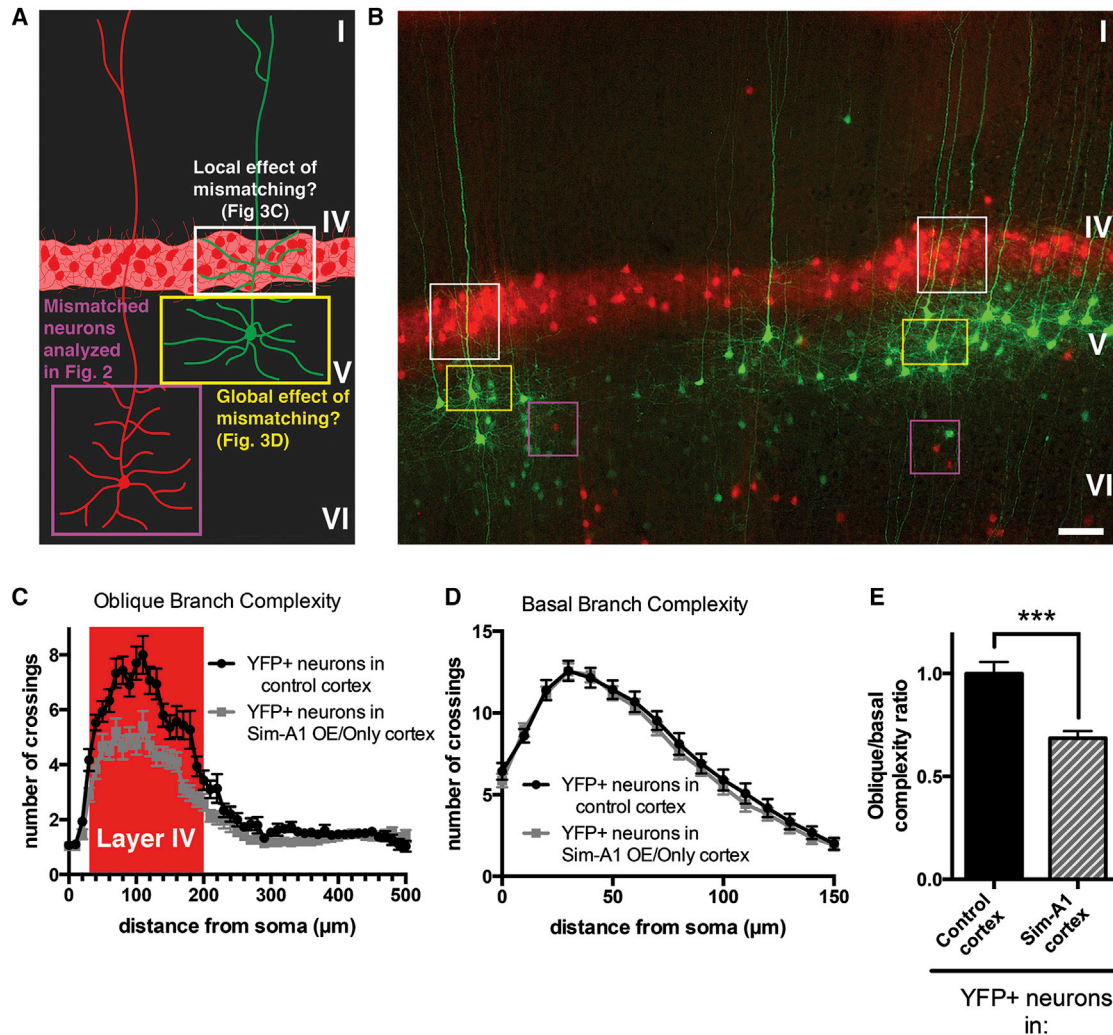 A
I
Local effect of
mismatching?
(Fig 3C)
IV
Mismatched
neurons
analyzed
in Fig. 2
V
Global effect of
mismatching?
(Fig. 3D)
VI
B
I
IV
V
VI
C
Oblique Branch Complexity
number of crossings
8
6
4
2
0
YFP+ neurons in
control cortex
YFP+ neurons in
Sim-A1 OE/Only cortex
Layer IV
0 100 200 300 400 500
distance from soma (µm)
D
Basal Branch Complexity
number of crossings
15
10
5
0
YFP+ neurons in
control cortex
YFP+ neurons in
Sim-A1 OE/Only cortex
0 50 100 150
distance from soma (µm)
E
***
Oblique/basal
complexity ratio
1.0
0.5
0.0
Control
cortex
Sim-A1
cortex
YFP+ neurons
in: